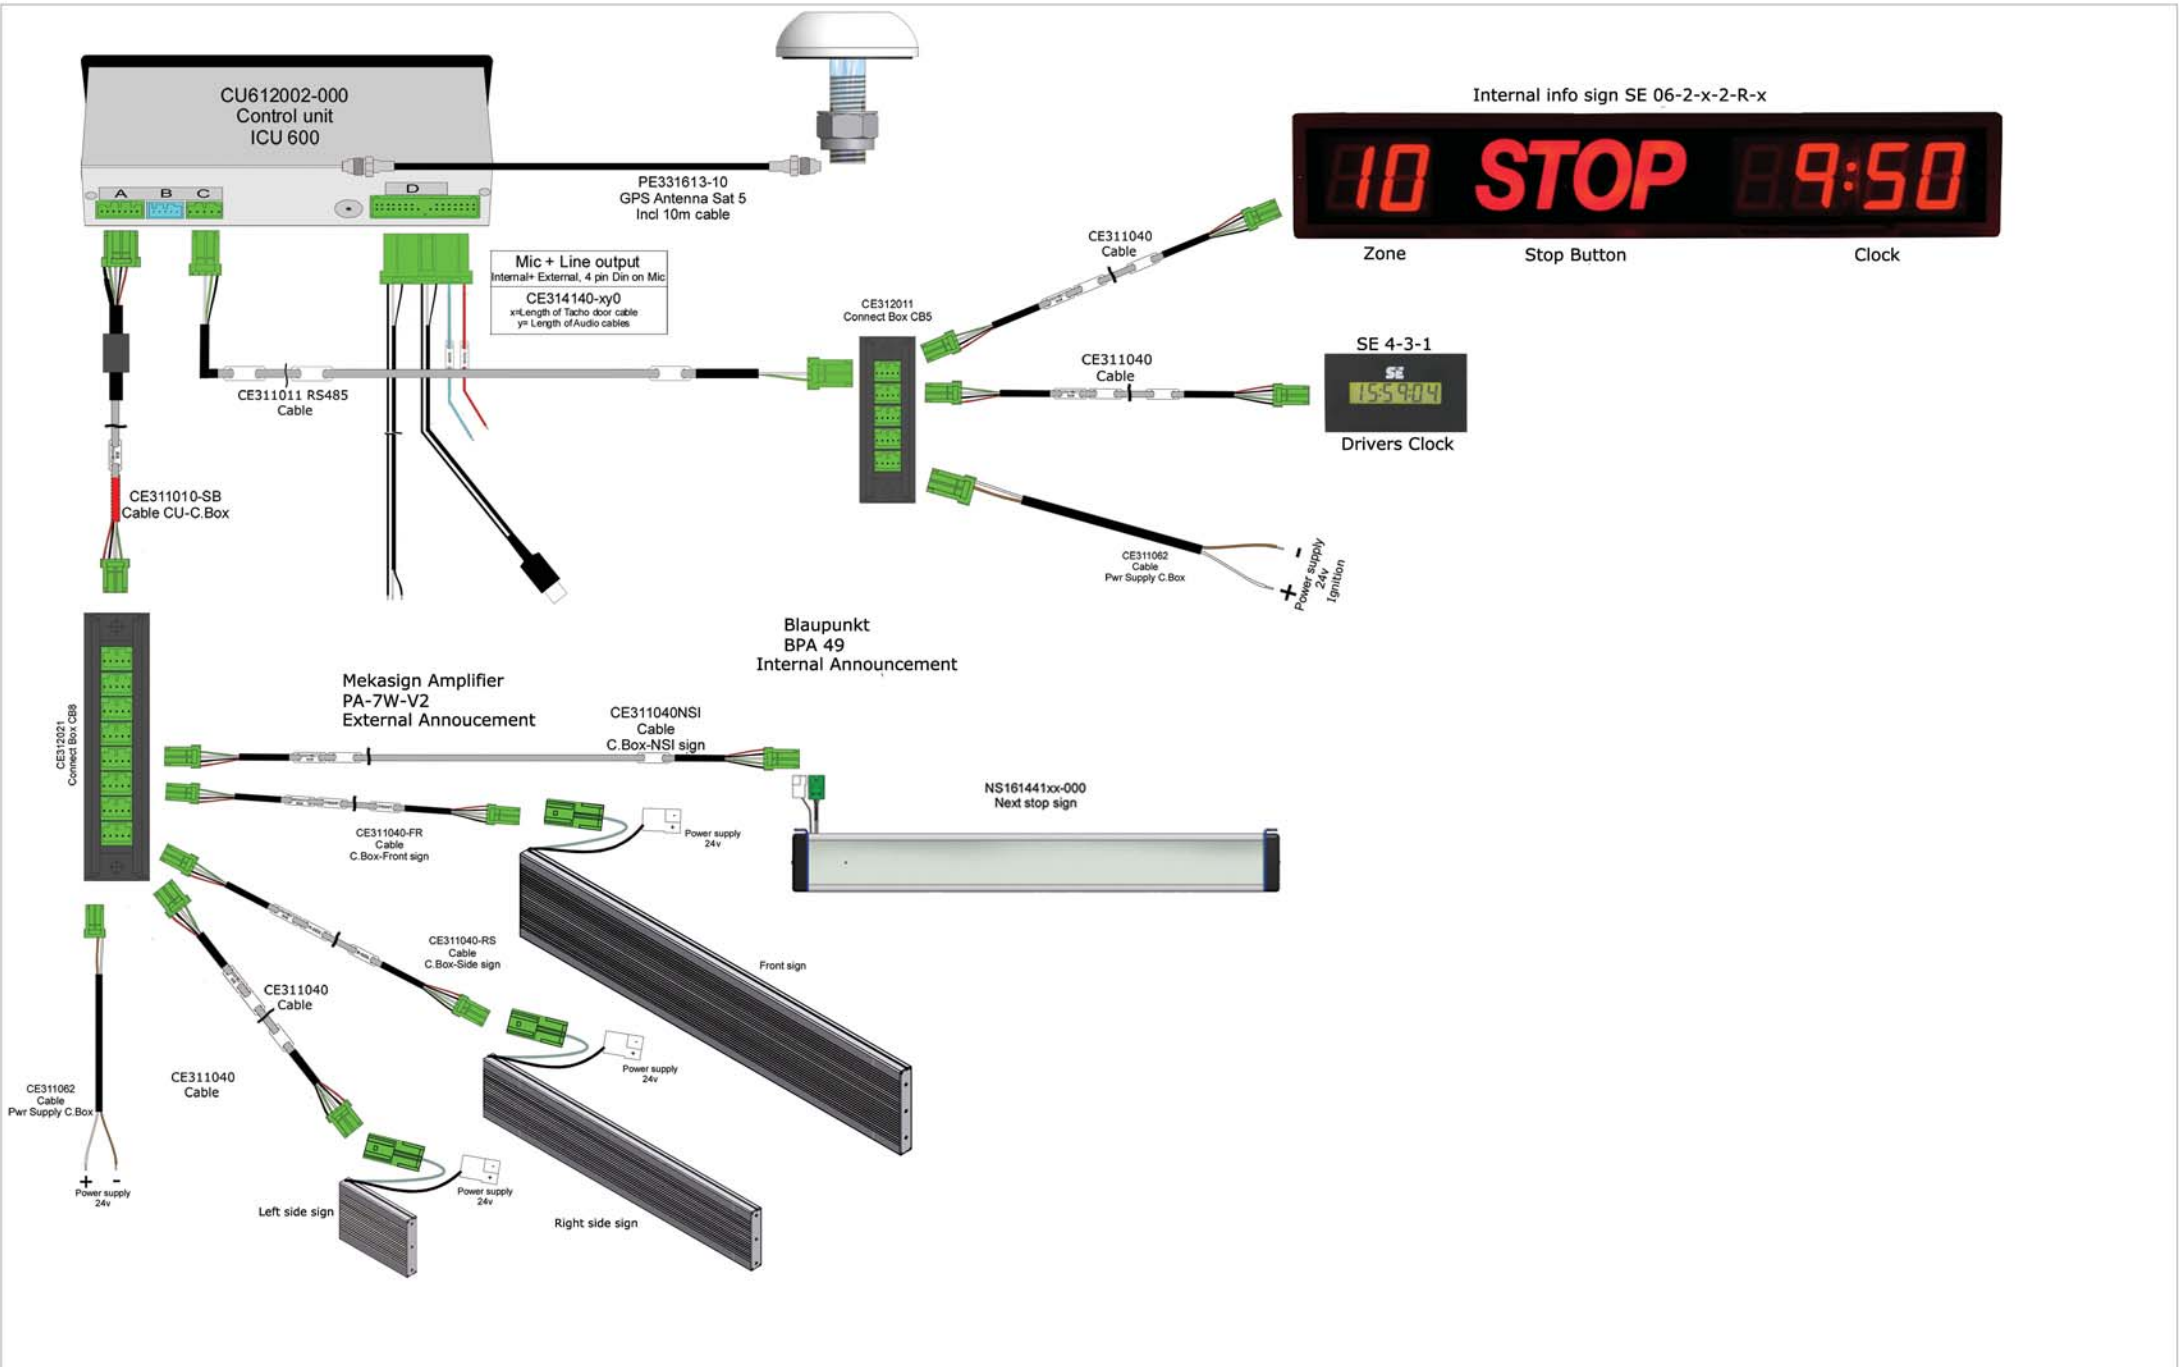 CU612002-000
Control unit
ICU 600
A B C
D
PE331613-10
GPS Antenna Sat 5
Incl 10m cable
Internal info sign SE 06-2-x-2-R-x
10 STOP 9:50
Zone
Stop Button
Clock
Mic + Line output
Internal+ External, 4 pin Din on Mic
CE314140-xy0
x=Length of Tacho door cable
y= Length of Audio cables
CE311040
Cable
CE312011
Connect Box CB5
SE 4-3-1
SE
15:59:04
Drivers Clock
CE311040
Cable
CE311011 RS485
Cable
CE311010-SB
Cable CU-C.Box
CE311062
Cable
Pwr Supply C.Box
-
+
Power supply
24v
Ignition
Blaupunkt
BPA 49
Internal Announcement
Mekasign Amplifier
PA-7W-V2
External Annoucement
CE311040NSI
Cable
C.Box-NSI sign
CE312021
Connect Box CB8
NS161441xx-000
Next stop sign
CE311040-FR
Cable
C.Box-Front sign
-
+
Power supply
24v
CE311040-RS
Cable
C.Box-Side sign
Front sign
CE311040
Cable
-
+
Power supply
24v
CE311040
Cable
CE311062
Cable
Pwr Supply C.Box
+ -
Power supply
24v
-
+
Power supply
24v
Left side sign
Right side sign